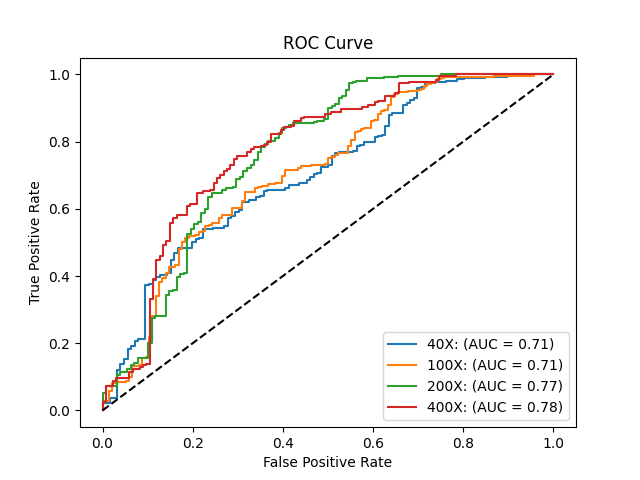 ROC Curve
True Positive Rate
1.0
0.8
0.6
0.4
0.2
0.0
0.0 0.2 0.4 0.6 0.8 1.0
False Positive Rate
40X: (AUC = 0.71)
100X: (AUC = 0.71)
200X: (AUC = 0.77)
400X: (AUC = 0.78)